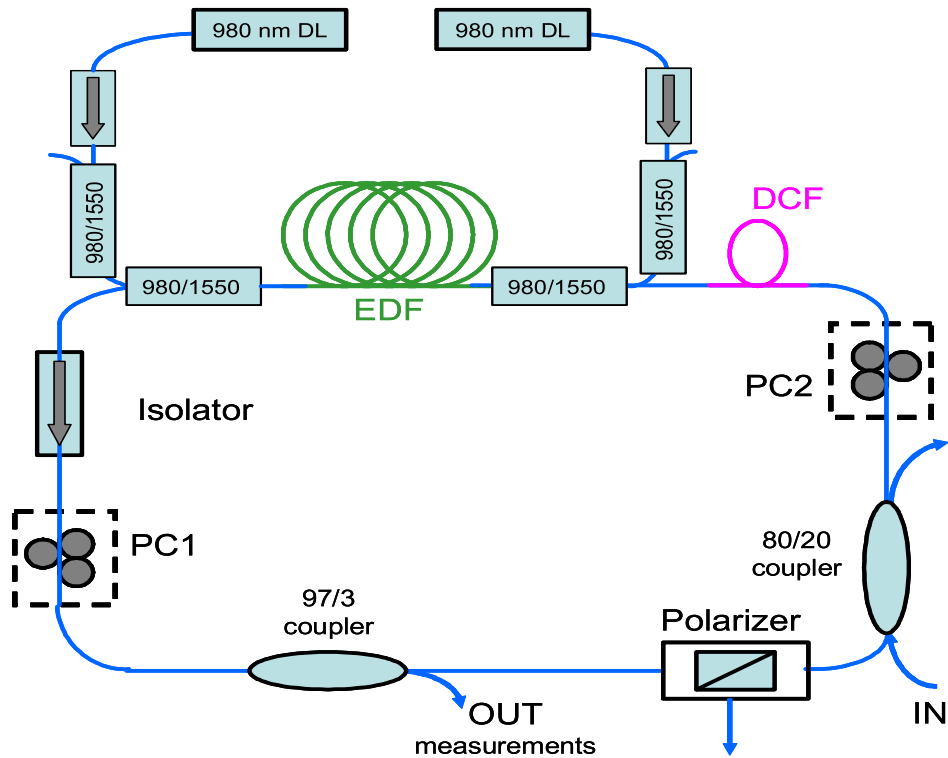 980 nm DL
980 nm DL
980/1550
980/1550
DCF
980/1550
980/1550
EDF
PC2
Isolator
PC1
80/20
coupler
97/3
coupler
Polarizer
OUT
measurements
IN